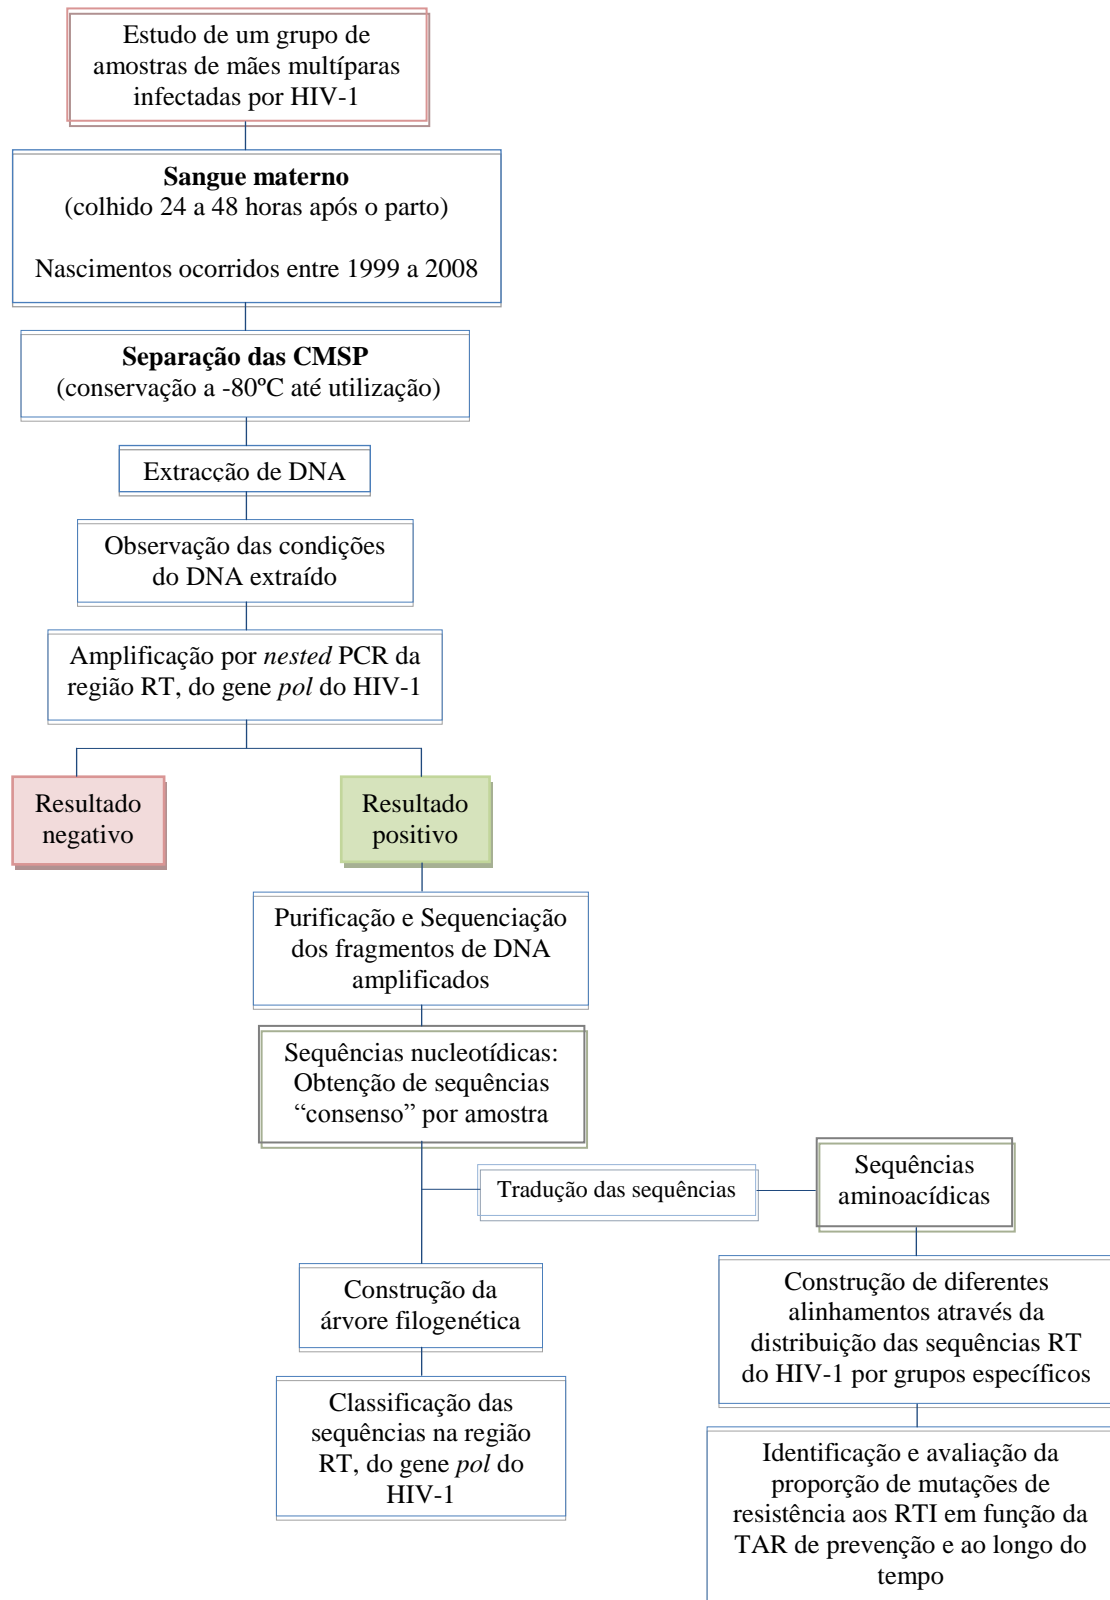 Estudo de um grupo de
amostras de mães multíparas
infectadas por HIV-1
Sangue materno
(colhido 24 a 48 horas após o parto)
Nascimentos ocorridos entre 1999 a 2008
Separação das CMSP
(conservação a -80ºC até utilização)
Extracção de DNA
Observação das condições
do DNA extraído
Amplificação por nested PCR da
região RT, do gene pol do HIV-1
Resultado
negativo
Resultado
positivo
Purificação e Sequenciação
dos fragmentos de DNA
amplificados
Sequências nucleotídicas:
Obtenção de sequências
“consenso” por amostra
Tradução das sequências
Sequências
aminoacídicas
Construção da
árvore filogenética
Classificação das
sequências na região
RT, do gene pol do
HIV-1
Construção de diferentes
alinhamentos através da
distribuição das sequências RT
do HIV-1 por grupos específicos
Identificação e avaliação da
proporção de mutações de
resistência aos RTI em função da
TAR de prevenção e ao longo do
tempo